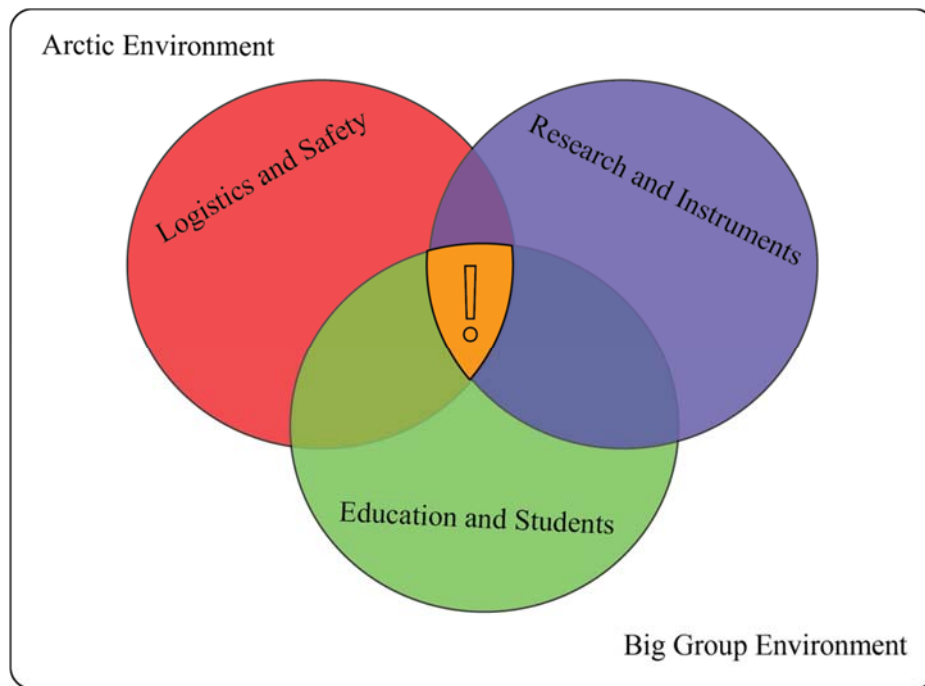 Arctic Environment
Logistics and Safety
Research and Instruments
!
Education and Students
Big Group Environment